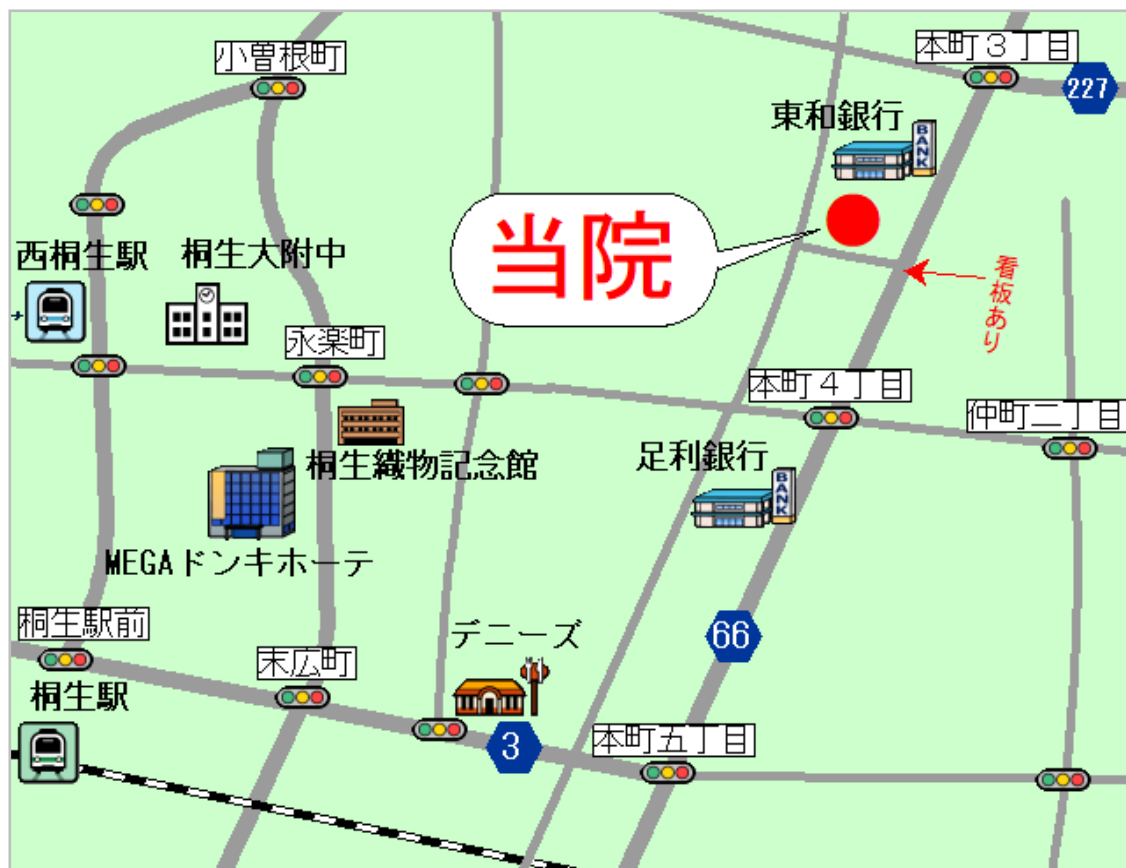 小曽根町
本町３丁目
227
東和銀行
BANK
当院
西桐生駅
桐生大附中
看板あり
永楽町
本町４丁目
仲町二丁目
桐生織物記念館
足利銀行
BANK
MEGAドンキホーテ
桐生駅前
66
デニーズ
末広町
桐生駅
3
本町五丁目